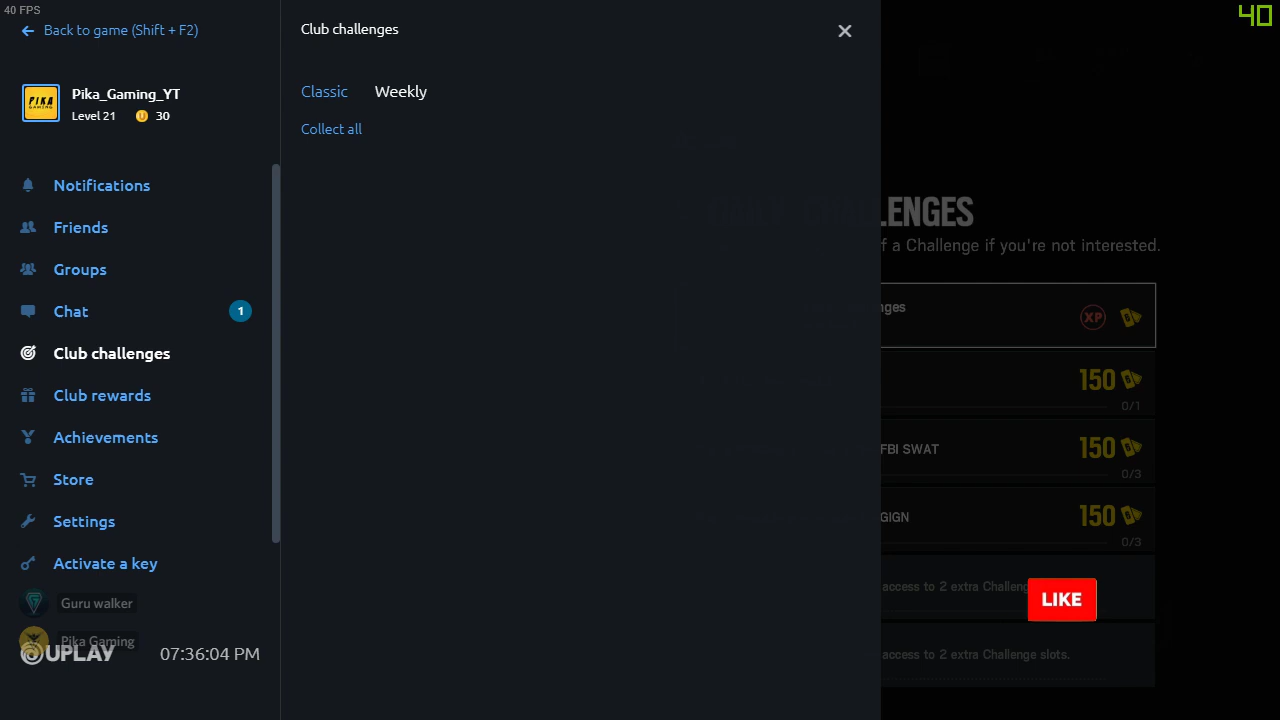 40 FPS
40
Back to game (Shift + F2)
Club challenges
Pika_Gaming_YT
Level 21
30
PIKA
GAMING
Classic
Weekly
Collect all
Notifications
Friends
Groups
Chat
1
Club challenges
Club rewards
Achievements
Store
Settings
Activate a key
Guru walker
Pika Gaming
UPLAY
07:36:04 PM
LLENGES
f a Challenge if you're not interested.
nges
XP
150
0/1
FBI SWAT
150
0/3
GIGN
150
0/3
access to 2 extra Challeng
LIKE
access to 2 extra Challenge slots.